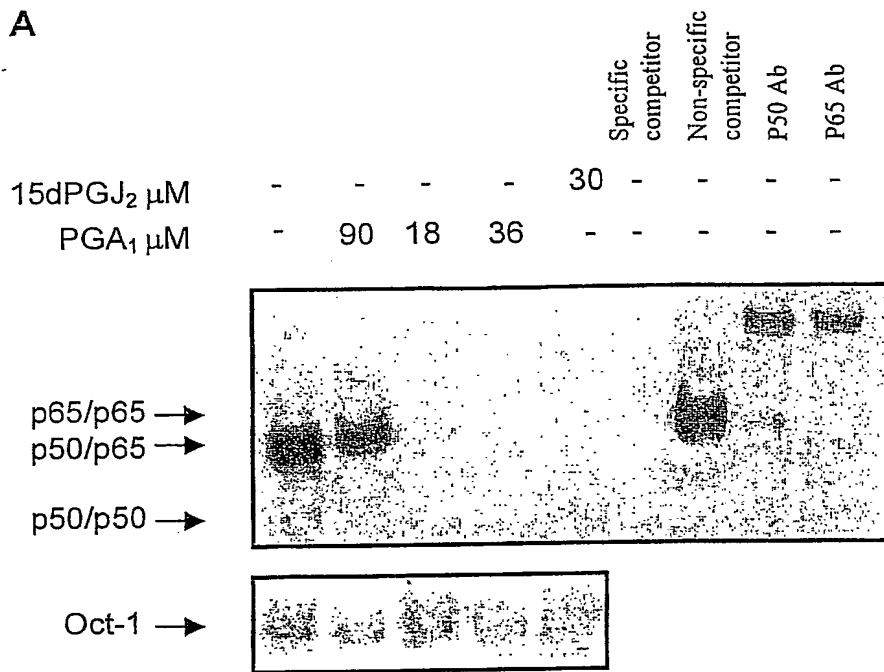 A
Specific
competitor
Non-specific
competitor
P50 Ab
P65 Ab
15dPGJ₂ μM - - - - 30 - - - -
PGA₁ μM - 90 18 36 - - - - -
p65/p65
p50/p65
p50/p50
Oct-1